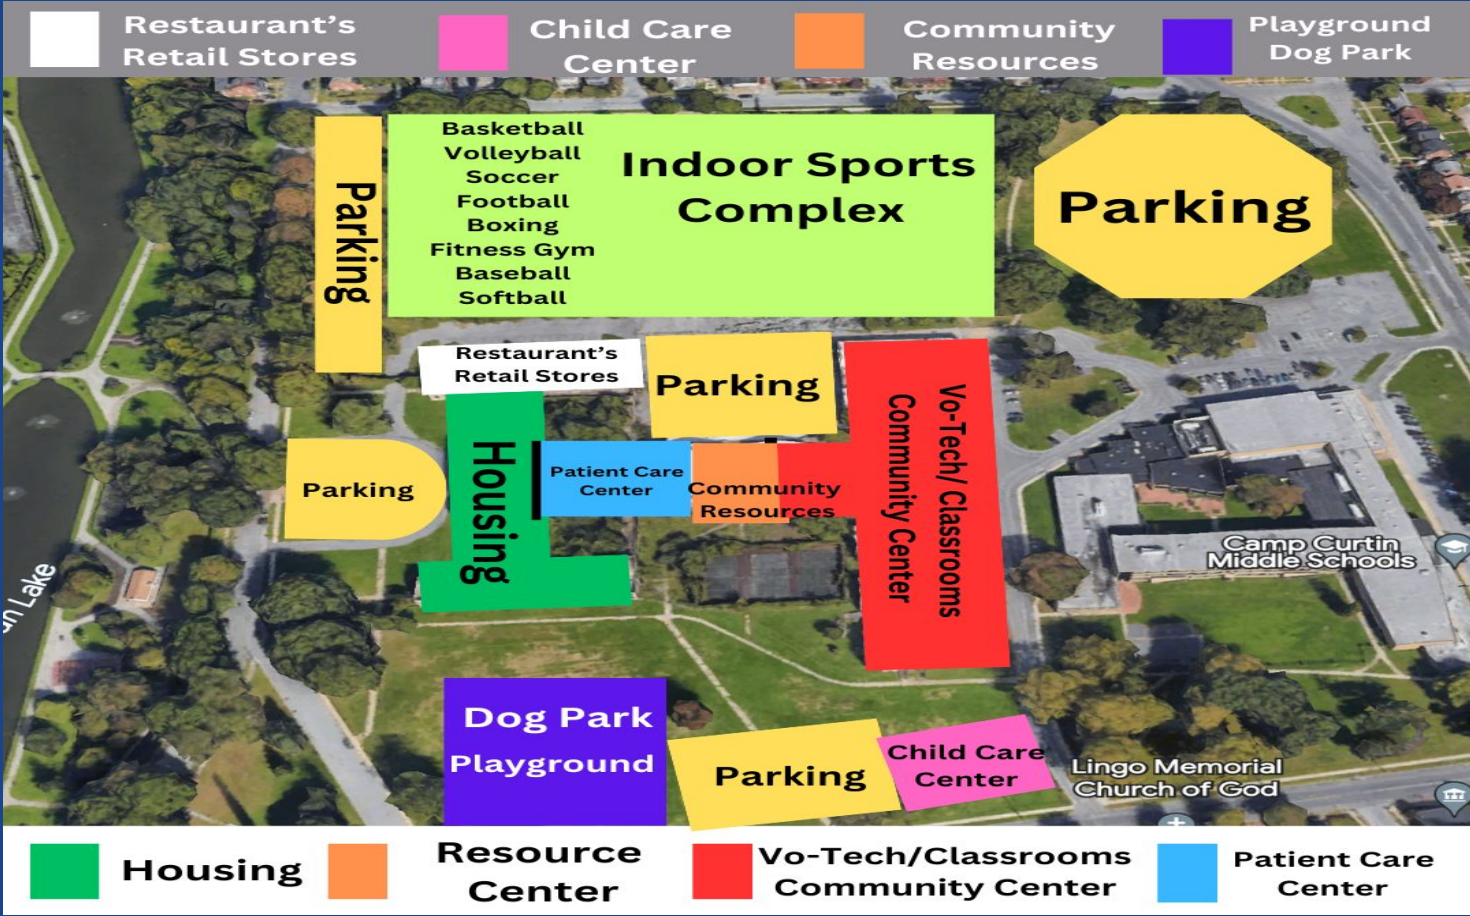 Restaurant's
Retail Stores
Child Care
Center
Community
Resources
Playground
Dog Park
Parking
Basketball
Volleyball
Soccer
Football
Boxing
Fitness Gym
Baseball
Softball
Indoor Sports
Complex
Parking
Restaurant's
Retail Stores
Parking
Vo-Tech/ Classrooms
Community Center
Parking
Housing
Patient Care
Center
Community
Resources
Camp Curtin
Middle Schools
Dog Park
Playground
Parking
Child Care
Center
Lingo Memorial
Church of God
Lake
Housing
Resource
Center
Vo-Tech/Classrooms
Community Center
Patient Care
Center